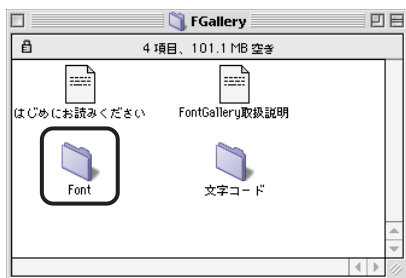 FGallery
4項目、101.1 MB 空き
はじめにお読みください
FontGallery取扱説明
Font
文字コード